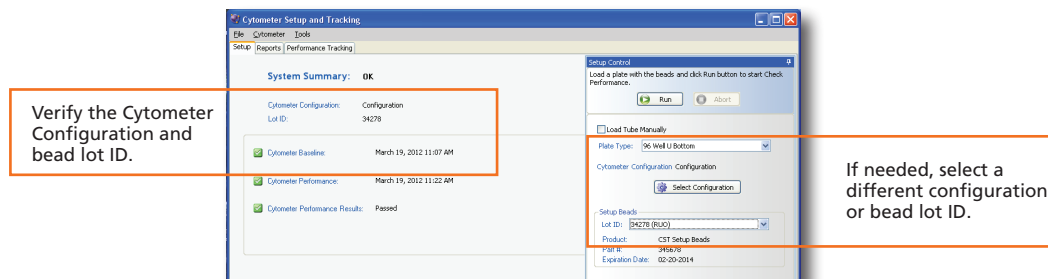 Cytometer Setup and Tracking
File Cytometer Tools
Setup Reports Performance Tracking
System Summary: OK
Cytometer Configuration: Configuration
Lot ID: 34278
Cytometer Baseline: March 19, 2012 11:07 AM
Cytometer Performance: March 19, 2012 11:22 AM
Cytometer Performance Results: Passed
Setup Control
Load a plate with the beads and click Run button to start Check
Performance.
Run Abort
Load Tube Manually
Plate Type: 96 Well U Bottom
Cytometer Configuration Configuration
Select Configuration
Setup Beads
Lot ID: 34278 (RUO)
Product: CST Setup Beads
Part #: 345678
Expiration Date: 02-20-2014
Verify the Cytometer
Configuration and
bead lot ID.
If needed, select a
different configuration
or bead lot ID.